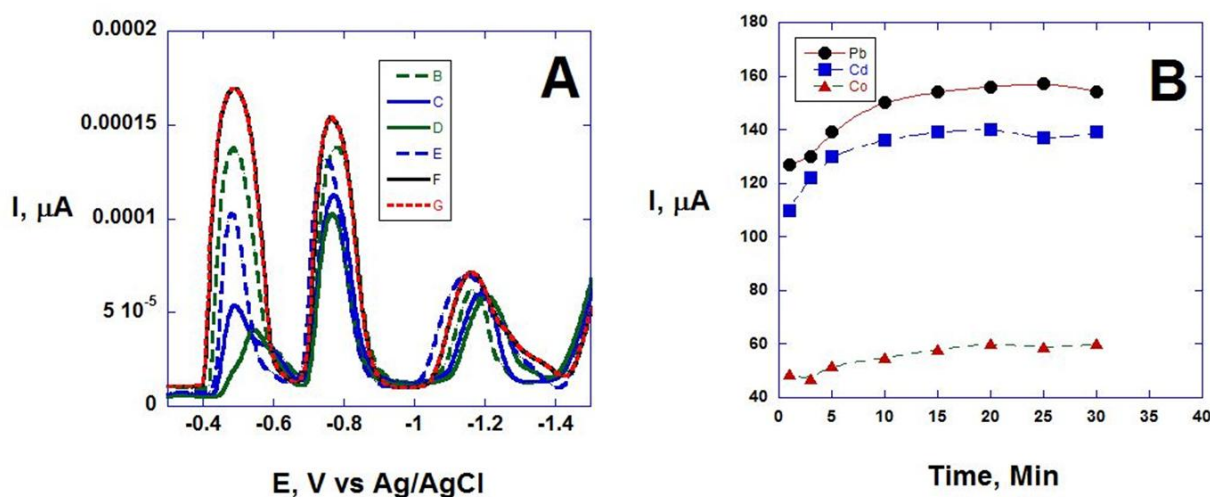 A
I, μA
0.0002
0.00015
0.0001
5 10⁻⁵
0
-0.4 -0.6 -0.8 -1 -1.2 -1.4
B
C
D
E
F
G
E, V vs Ag/AgCl
B
I, μA
180
160
140
120
100
80
60
40
0 5 10 15 20 25 30 35 40
Pb
Cd
Co
Time, Min